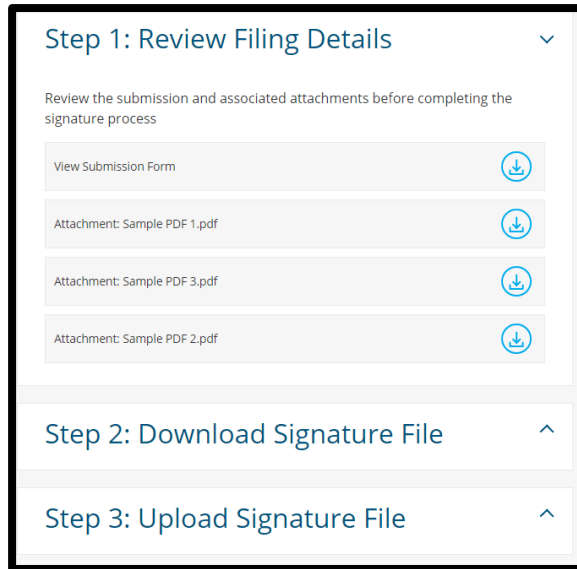 Step 1: Review Filing Details
Review the submission and associated attachments before completing the
signature process
View Submission Form
Attachment: Sample PDF 1.pdf
Attachment: Sample PDF 3.pdf
Attachment: Sample PDF 2.pdf
Step 2: Download Signature File
Step 3: Upload Signature File